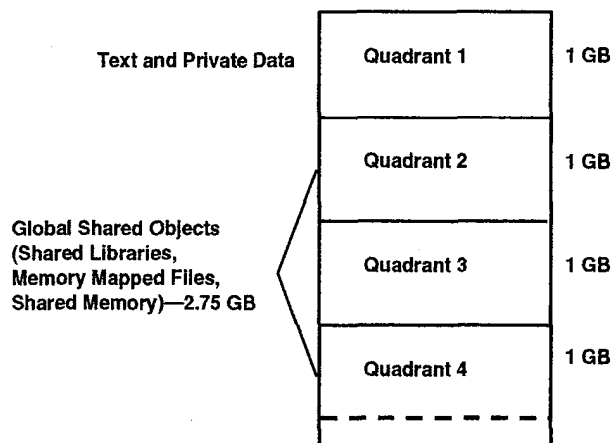 Text and Private Data
Quadrant 1
1 GB
Quadrant 2
1 GB
Global Shared Objects
(Shared Libraries,
Memory Mapped Files,
Shared Memory)—2.75 GB
Quadrant 3
1 GB
Quadrant 4
1 GB